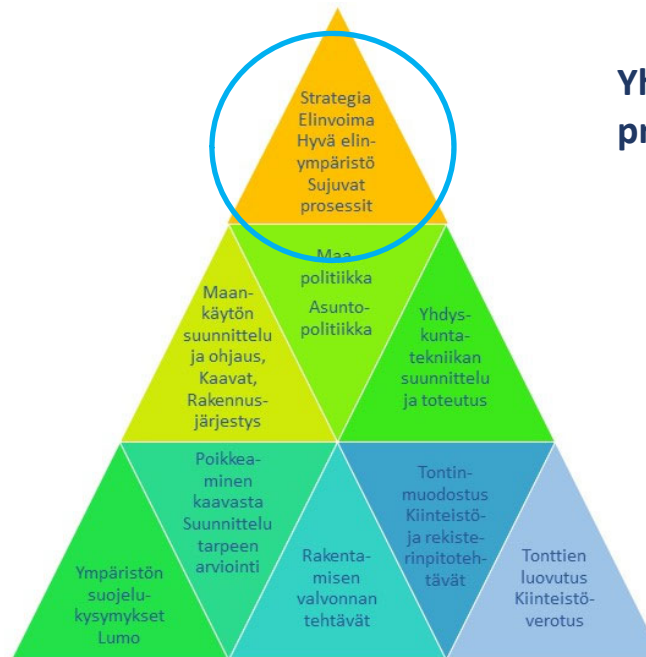 Strategia
Elinvoima
Hyvä elin-
ympäristö
Sujuvat
prosessit
Maa
politiikka
Asunto-
politiikka
Maan-
käytön
suunnittelu
ja ohjaus,
Kaavat,
Rakennus-
järjestys
Yhdys-
kunta-
tekniikan
suunnittelu
ja toteutus
Ympäristön
suojelu-
kysymykset
Lumo
Poikkea-
minen
kaavasta
Suunnittelu
tarpeen
arviointi
Rakenta-
misen
valvonnan
tehtävät
Tontin-
muodostus
Kiinteistö-
ja rekiste-
rinpitoteh-
tävät
Tonttien
luovutus
Kiinteistö-
verotus